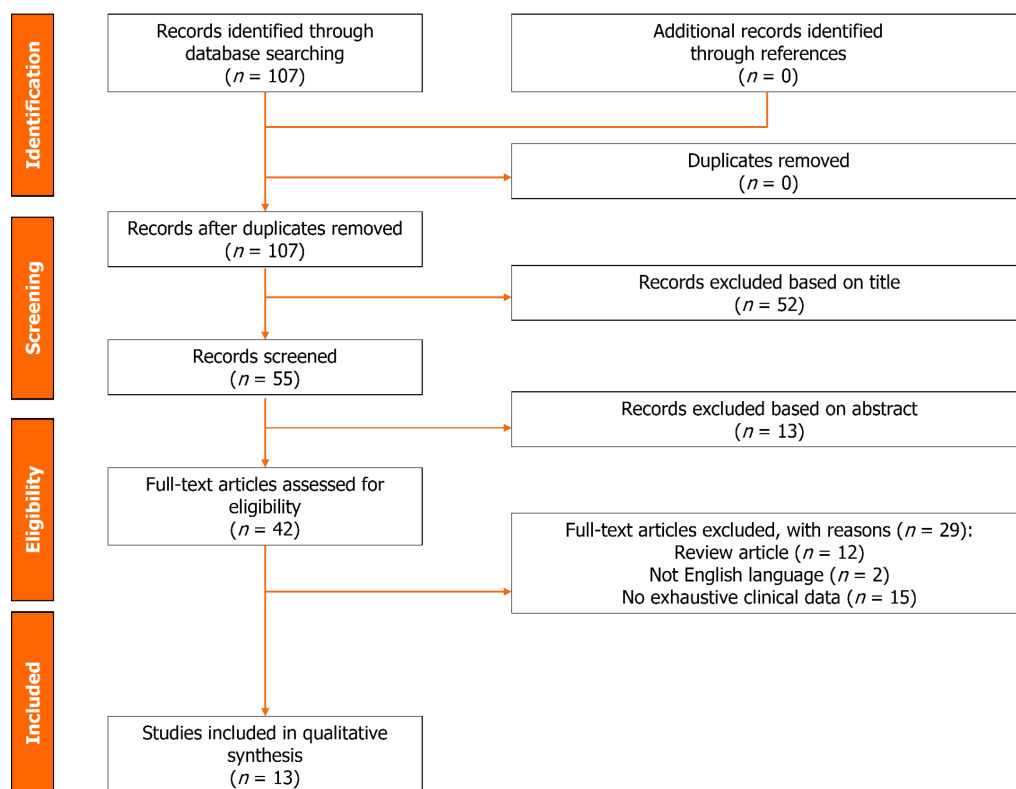 Identification
Records identified through
database searching
(n = 107)
Additional records identified
through references
(n = 0)
Duplicates removed
(n = 0)
Screening
Records after duplicates removed
(n = 107)
Records excluded based on title
(n = 52)
Records screened
(n = 55)
Records excluded based on abstract
(n = 13)
Eligibility
Full-text articles assessed for
eligibility
(n = 42)
Full-text articles excluded, with reasons (n = 29):
Review article (n = 12)
Not English language (n = 2)
No exhaustive clinical data (n = 15)
Included
Studies included in qualitative
synthesis
(n = 13)